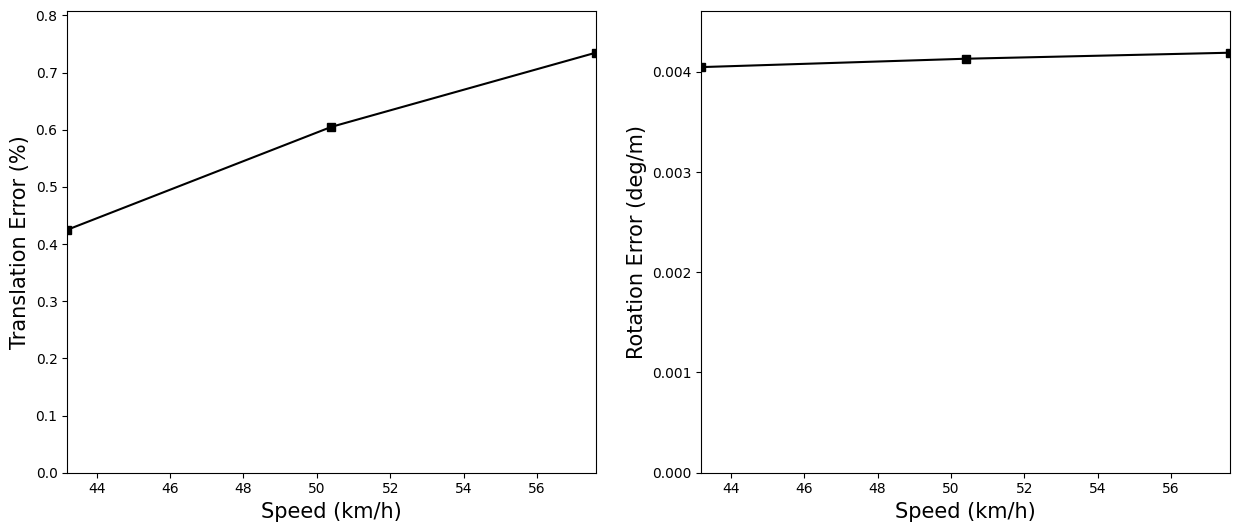 Translation Error (%)
0.8
0.7
0.6
0.5
0.4
0.3
0.2
0.1
0.0
44 46 48 50 52 54 56
Speed (km/h)
Rotation Error (deg/m)
0.004
0.003
0.002
0.001
0.000
44 46 48 50 52 54 56
Speed (km/h)